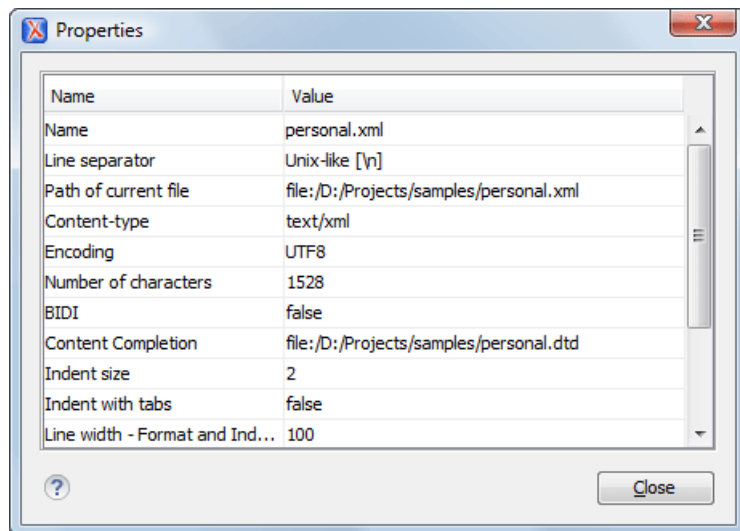 Properties
Name Value
Name personal.xml
Line separator Unix-like [\n]
Path of current file file:/D:/Projects/samples/personal.xml
Content-type text/xml
Encoding UTF8
Number of characters 1528
BIDI false
Content Completion file:/D:/Projects/samples/personal.dtd
Indent size 2
Indent with tabs false
Line width - Format and Ind... 100
? Close